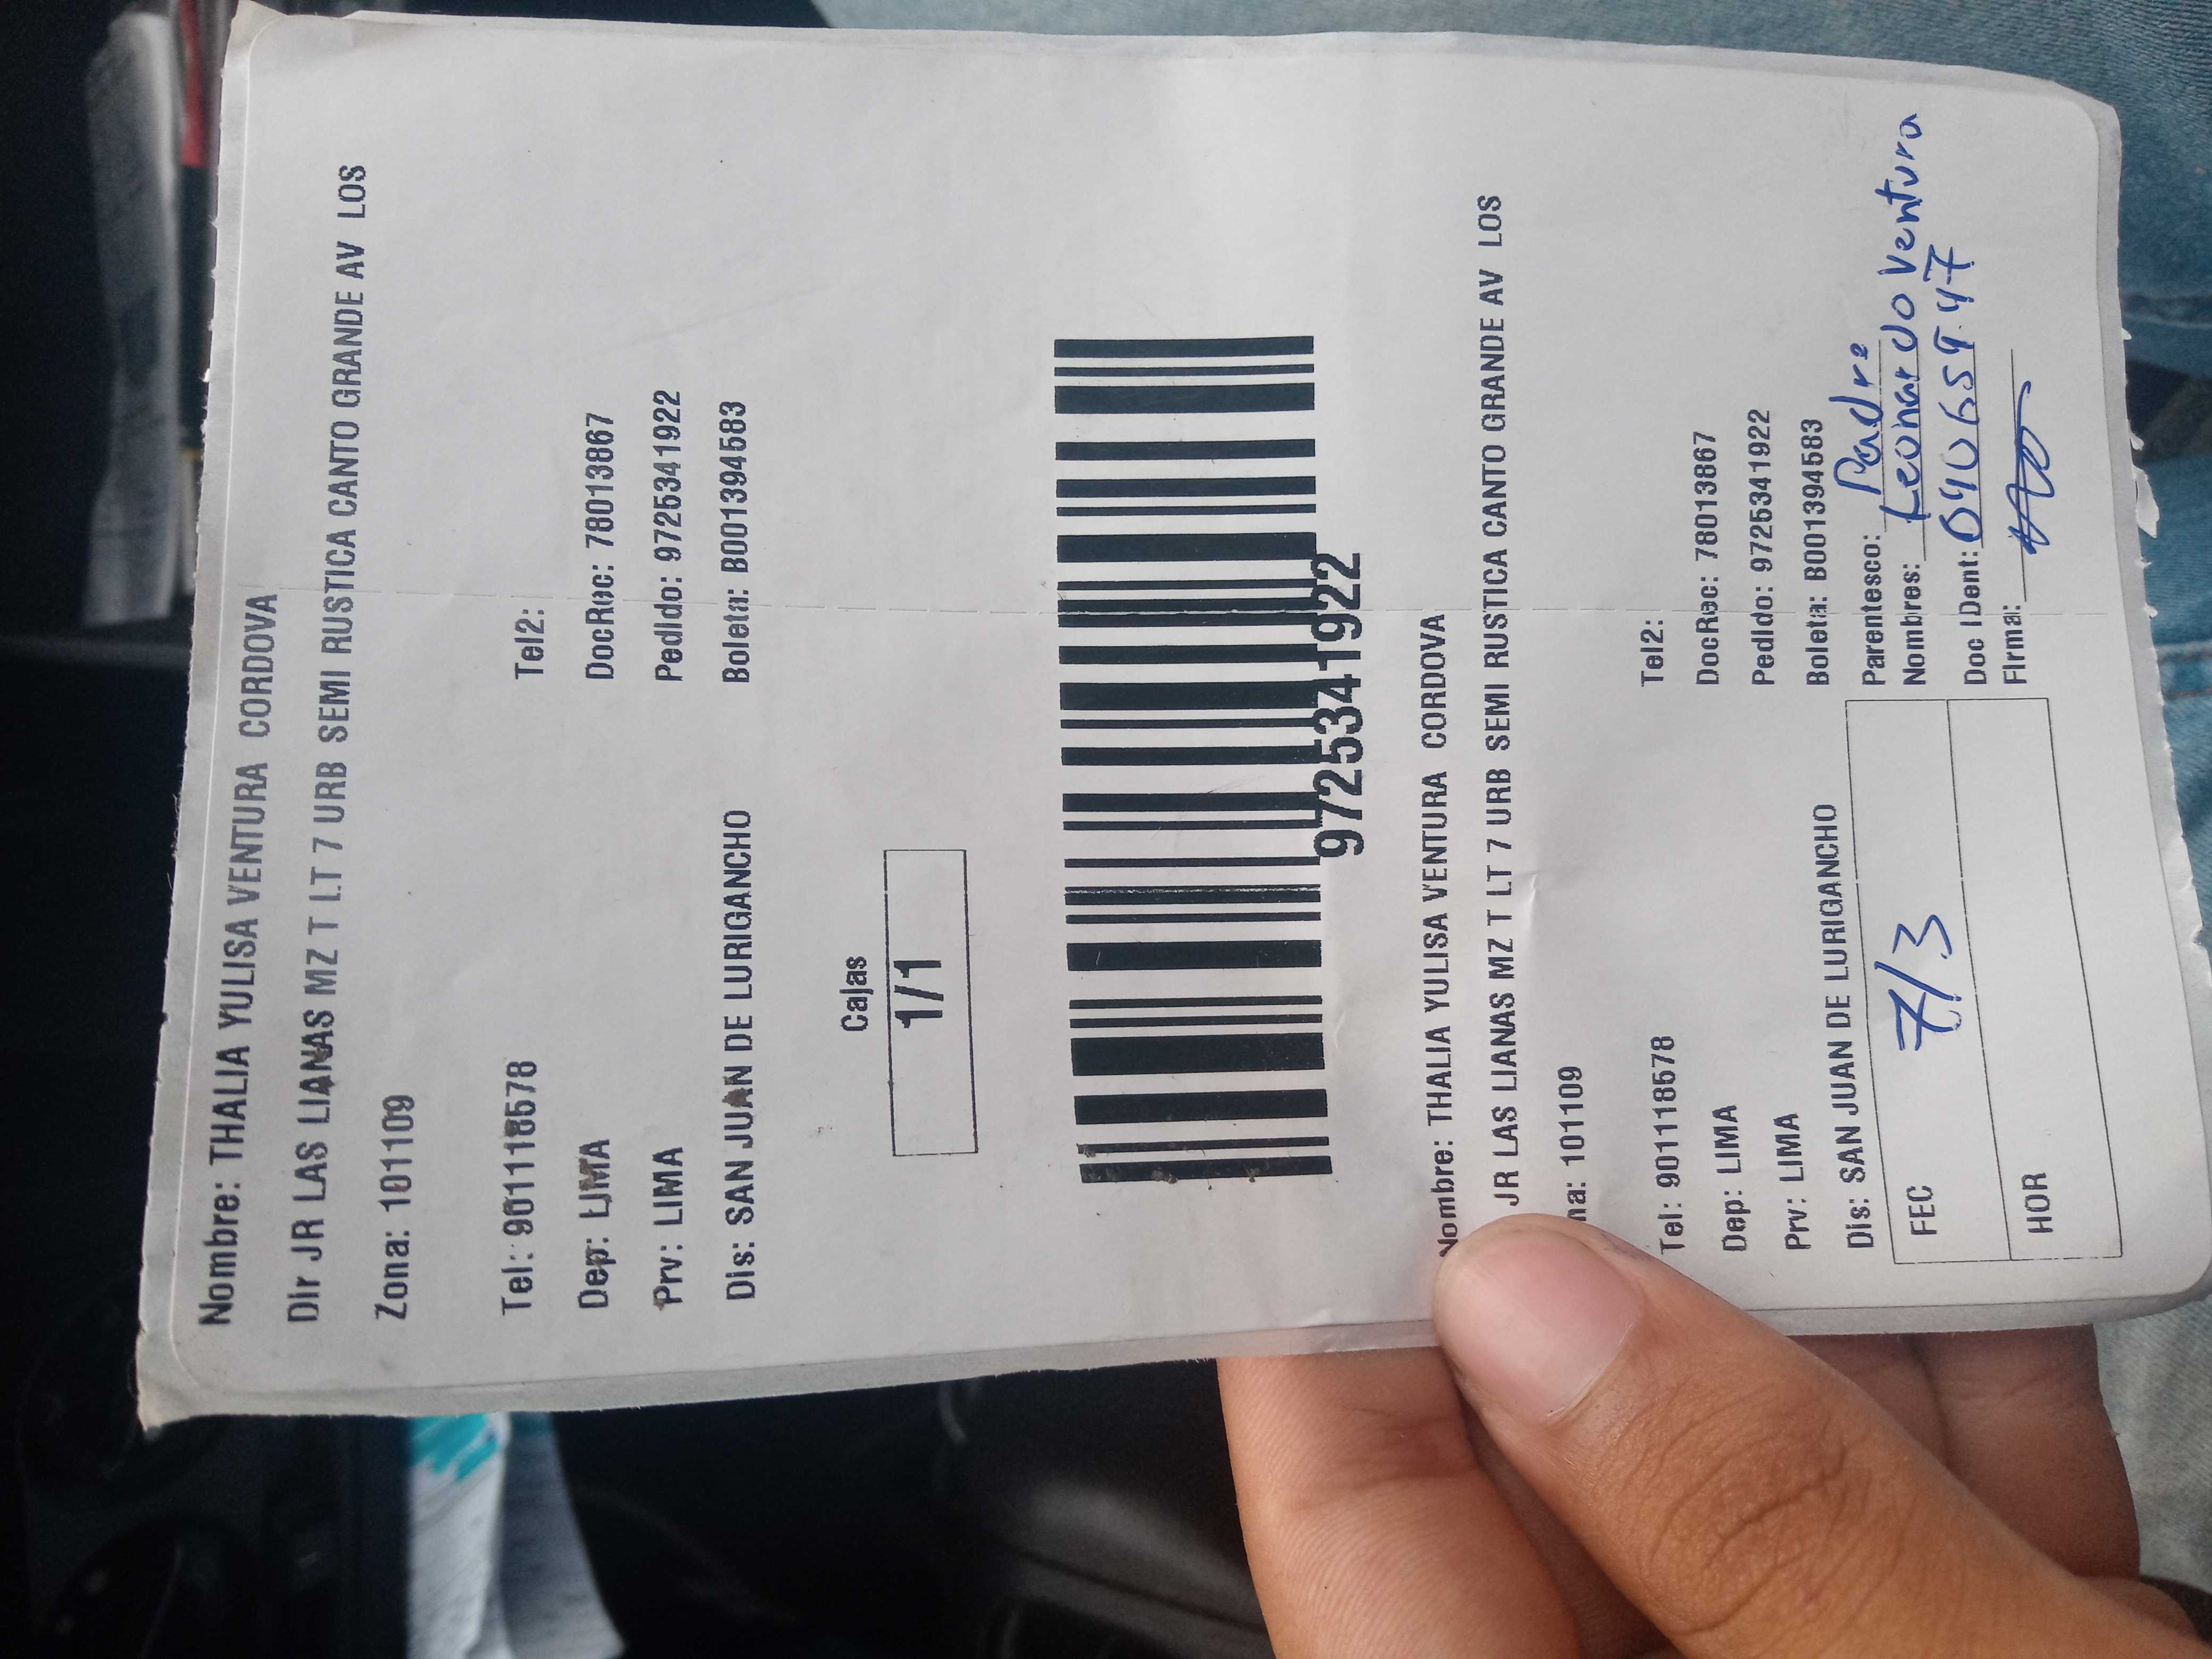 Nombre: THALIA YULISA VENTURA CORDOVA
Dir JR LAS LIANAS MZ T LT 7 URB SEMI RUSTICA CANTO GRANDE AV LOS
Zona: 101109
Tel: 901118578 Tel2:
Dep: LIMA DocRec: 78013867
Prv: LIMA Pedido: 9725341922
Dis: SAN JUAN DE LURIGANCHO Boleta: B001394583
Cajas
1/1
9725341922
Nombre: THALIA YULISA VENTURA CORDOVA
JR LAS LIANAS MZ T LT 7 URB SEMI RUSTICA CANTO GRANDE AV LOS
na: 101109
Tel: 901118578 Tel2:
Dep: LIMA DocRec: 78013867
Prv: LIMA Pedido: 9725341922
Dis: SAN JUAN DE LURIGANCHO Boleta: B001394583
Parentesco: Padre
FEC 7/3 Nombres: Leonardo Ventura
Doc IDent: 09065947
HOR Firma: